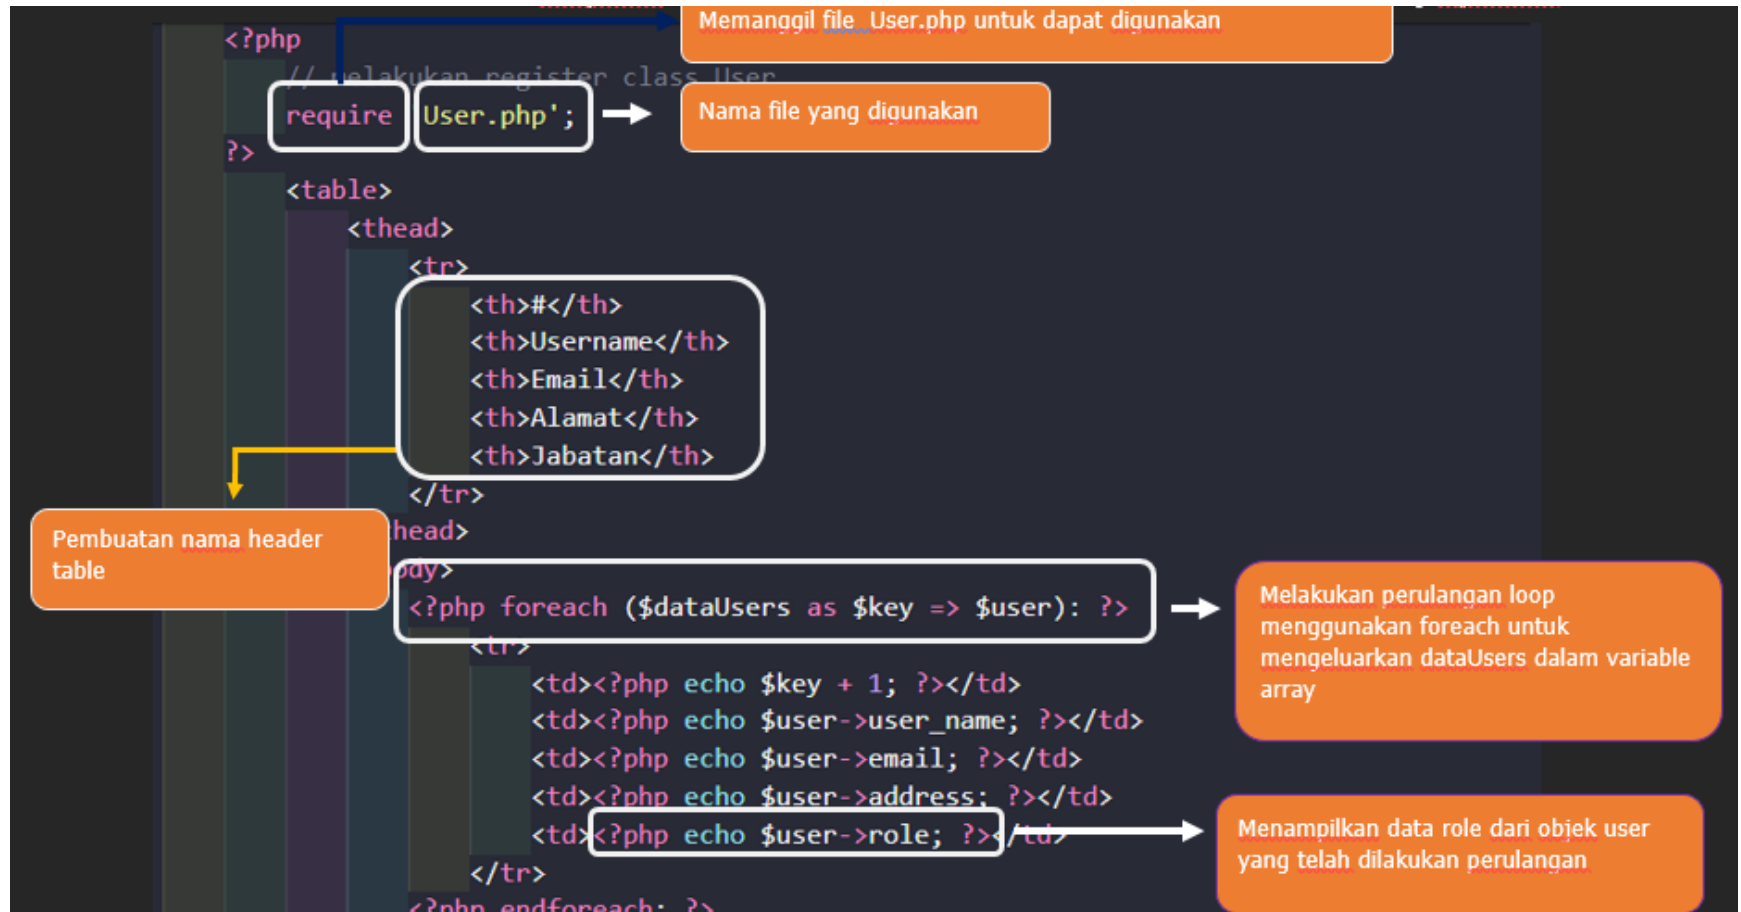 Memanggil file User.php untuk dapat digunakan
<?php
// melakukan register class User
require User.php';
Nama file yang digunakan
?>
<table>
<thead>
<tr>
<th>#</th>
<th>Username</th>
<th>Email</th>
<th>Alamat</th>
<th>Jabatan</th>
</tr>
Pembuatan nama header
table
head>
ody>
<?php foreach ($dataUsers as $key => $user): ?>
Melakukan perulangan loop
menggunakan foreach untuk
mengeluarkan dataUsers dalam variable
array
<tr>
<td><?php echo $key + 1; ?></td>
<td><?php echo $user->user_name; ?></td>
<td><?php echo $user->email; ?></td>
<td><?php echo $user->address; ?></td>
<td><?php echo $user->role; ?></td>
Menampilkan data role dari objek user
yang telah dilakukan perulangan
</tr>
<?php endforeach; ?>